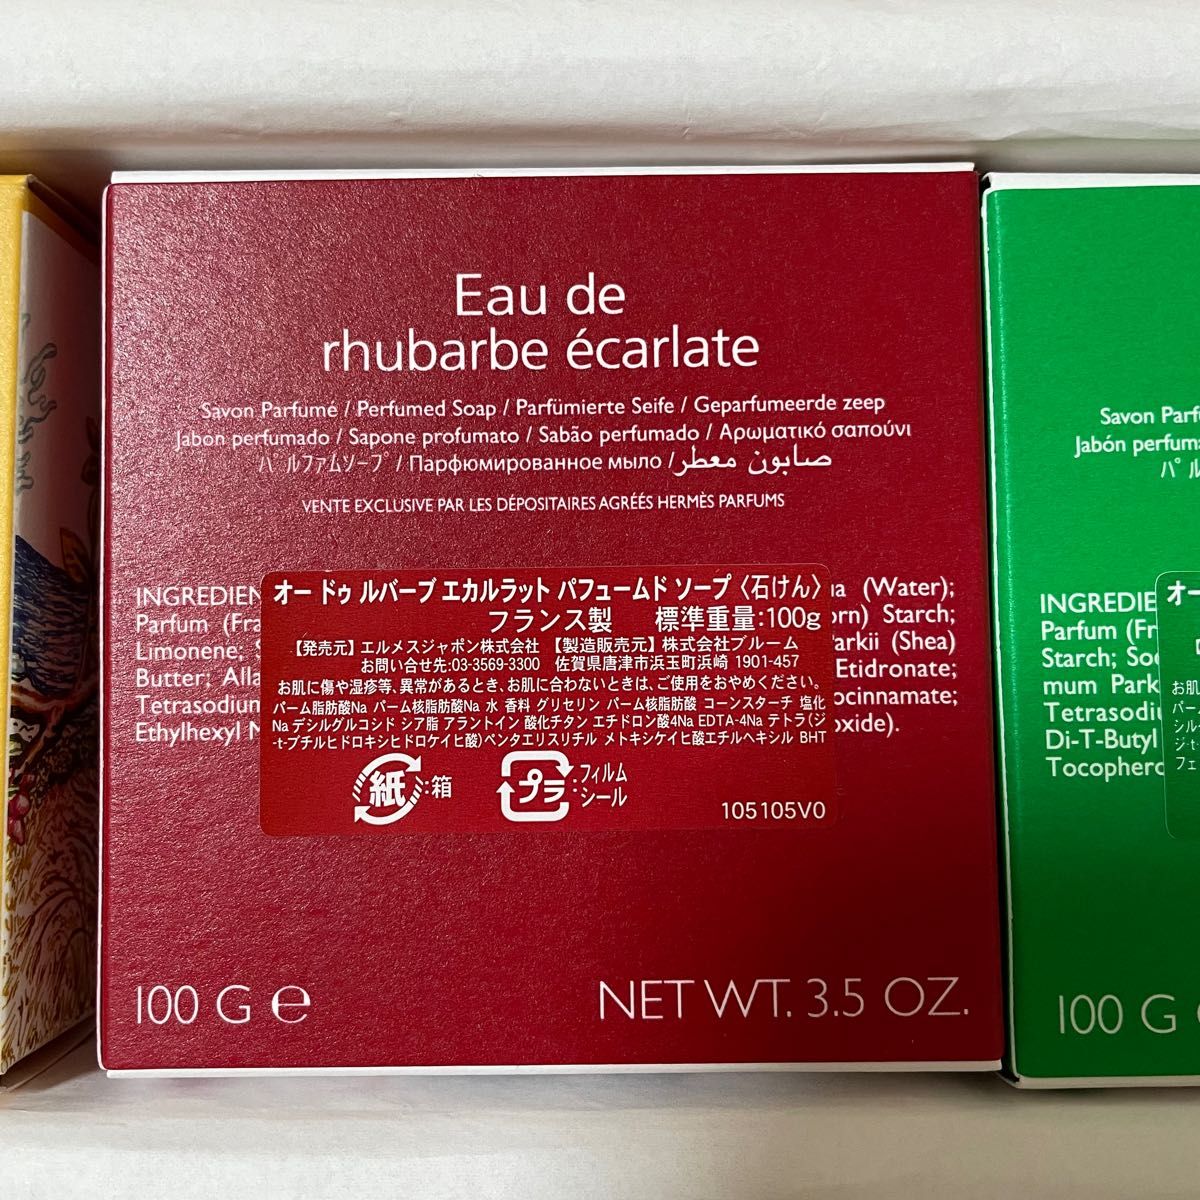 Eau de
rhubarbe écarlate
Savon Parfumé / Perfumed Soap / Parfümierte Seife / Geparfumeerde zeep
Jabón perfumado / Sapone profumato / Sabão perfumado / Αρωματικό σαπούνι
パルファムソープ / Парфюмированное мыло / صابون معطر
VENTE EXCLUSIVE PAR LES DÉPOSITAIRES AGRÉÉS HERMÈS PARFUMS
INGREDIEN
(Water);
Parfum (Fra
Starch;
Limonene;
(Shea)
Butter; Alla
Etidronate;
Tetrasodium
Ethylhexyl
オー ドゥ ルバーブ エカルラット パフュームド ソープ〈石けん〉
フランス製 標準重量:100g
【発売元】エルメスジャポン株式会社 【製造販売元】株式会社ブルーム
お問い合せ先:03-3569-3300 佐賀県唐津市浜玉町浜崎 1901-457
お肌に傷や湿疹等、異常があるとき、お肌に合わないときは、ご使用をおやめください。
パーム脂肪酸Na パーム核脂肪酸Na 水 香料 グリセリン パーム核脂肪酸 コーンスターチ 塩化
Na デシルグルコシド シア脂 アラントイン 酸化チタン エチドロン酸4Na EDTA-4Na テトラ(ジ
-t-ブチルヒドロキシヒドロケイヒ酸)ペンタエリスリチル メトキシケイヒ酸エチルヘキシル BHT
紙:箱
プラ:フィルム
シール
105105V0
100 G e
NET WT. 3.5 OZ.
Savon Parf
Jabón perfuma
パル
INGREDIE
Parfum (Fr
Starch; So
mum Park
Tetrasodiu
Di-T-Butyl
Tocophero
オー
お肌
パーム
シル
ジ-t
フェ
100 G